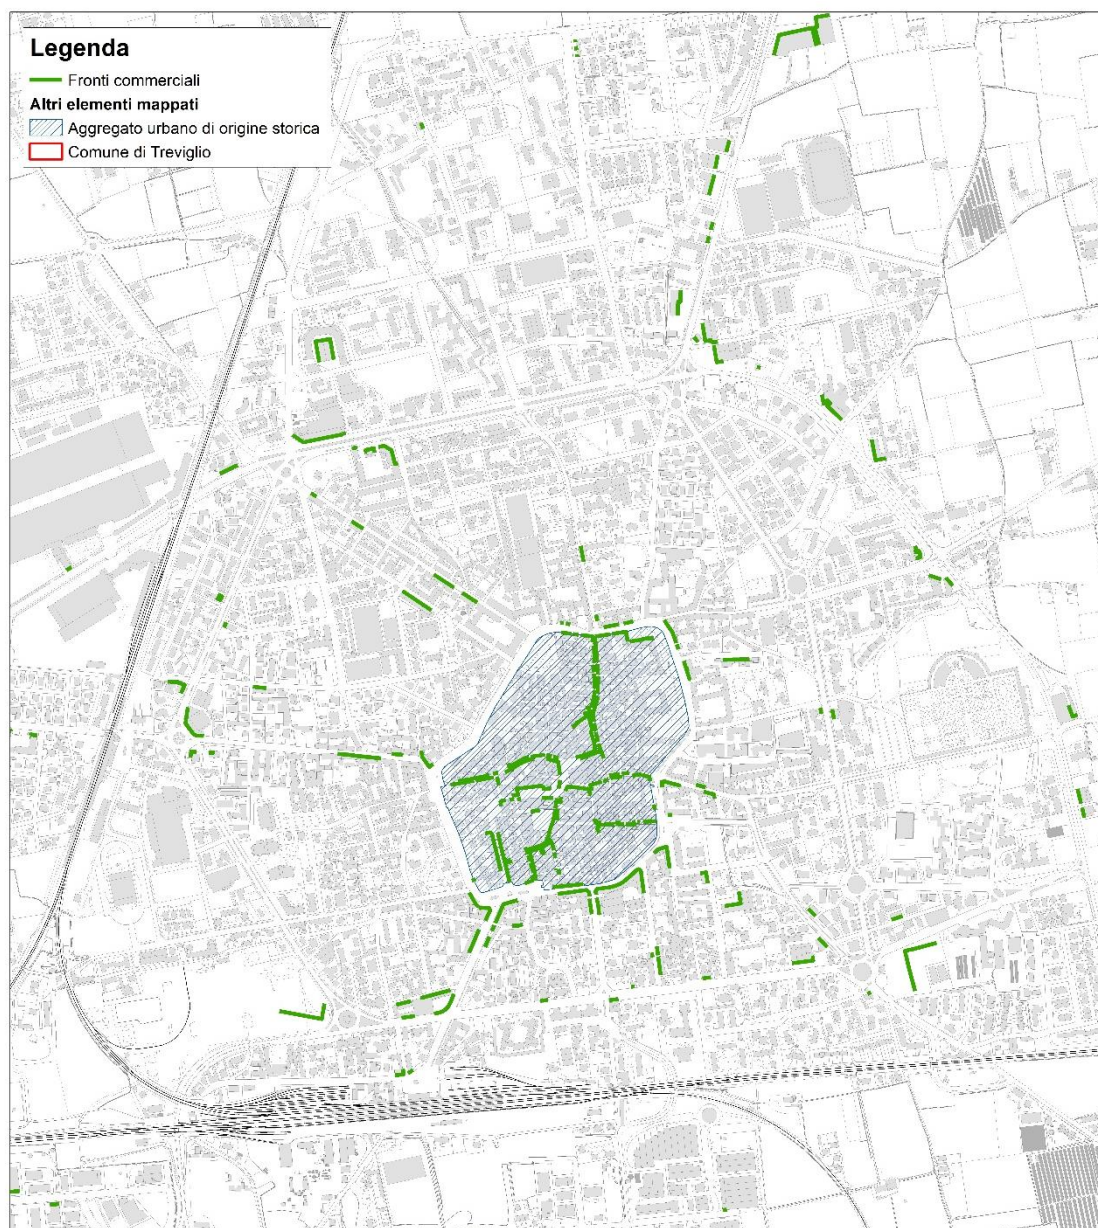 Legenda
Fronti commerciali
Altri elementi mappati
Aggregato urbano di origine storica
Comune di Treviglio